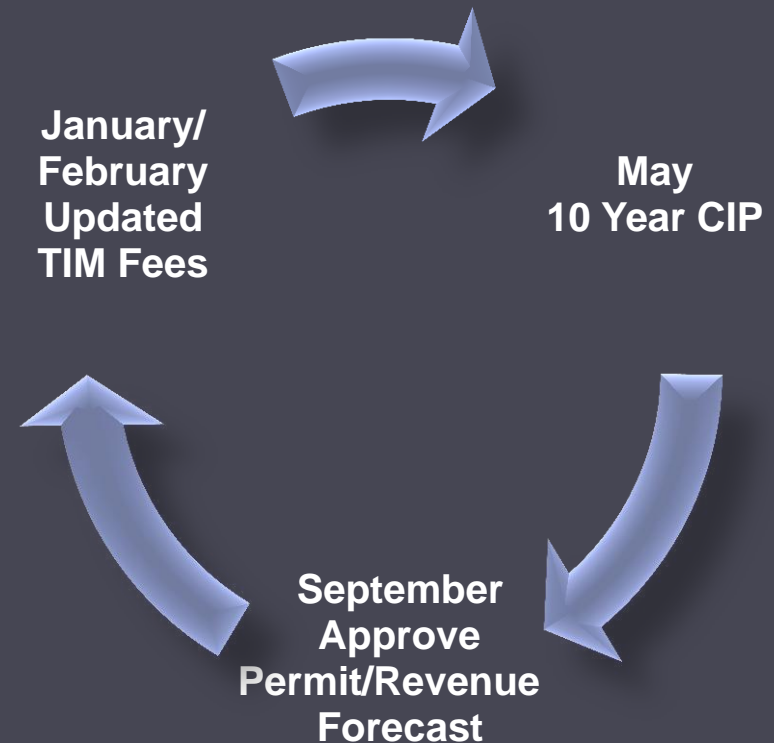 January/
February
Updated
TIM Fees
May
10 Year CIP
September
Approve
Permit/Revenue
Forecast